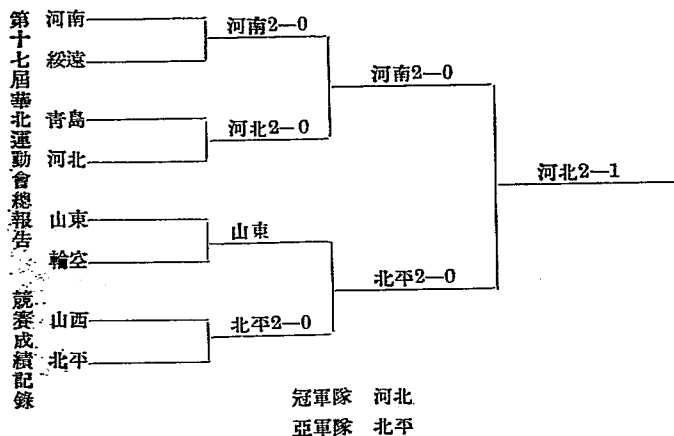 第十七屆華北運動會總報告　競賽成績記錄
河南
綏遠
青島
河北
山東
輪空
山西
北平
河南2—0
河北2—0
山東
北平2—0
河南2—0
北平2—0
河北2—1
冠軍隊　河北
亞軍隊　北平